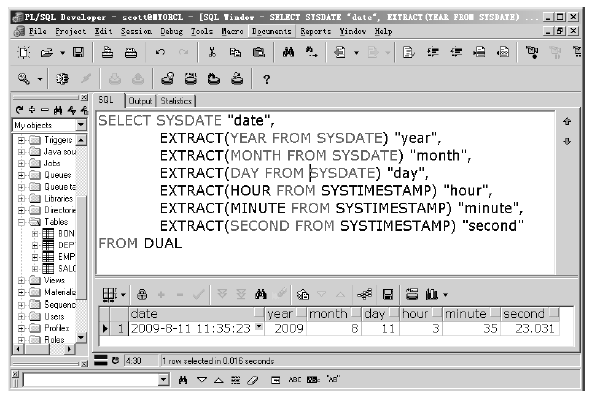 PL/SQL Developer - scott@MYORCL - [SQL Window - SELECT SYSDATE "date", EXTRACT(YEAR FROM SYSDATE) ...
File Project Edit Session Debug Tools Macro Documents Reports Window Help
SQL Output Statistics
My objects
Triggers
Java sou
Jobs
Queues
Queue ta
Libraries
Directorie
Tables
BON
DEP
EMP
SALG
Views
Materializ
Sequenc
Users
Profiles
Roles
SELECT SYSDATE "date",
EXTRACT(YEAR FROM SYSDATE) "year",
EXTRACT(MONTH FROM SYSDATE) "month",
EXTRACT(DAY FROM SYSDATE) "day",
EXTRACT(HOUR FROM SYSTIMESTAMP) "hour",
EXTRACT(MINUTE FROM SYSTIMESTAMP) "minute",
EXTRACT(SECOND FROM SYSTIMESTAMP) "second"
FROM DUAL
date year month day hour minute second
1 2009-8-11 11:35:23 2009 8 11 3 35 23.031
4:30 1 row selected in 0.016 seconds
ABC "AB"